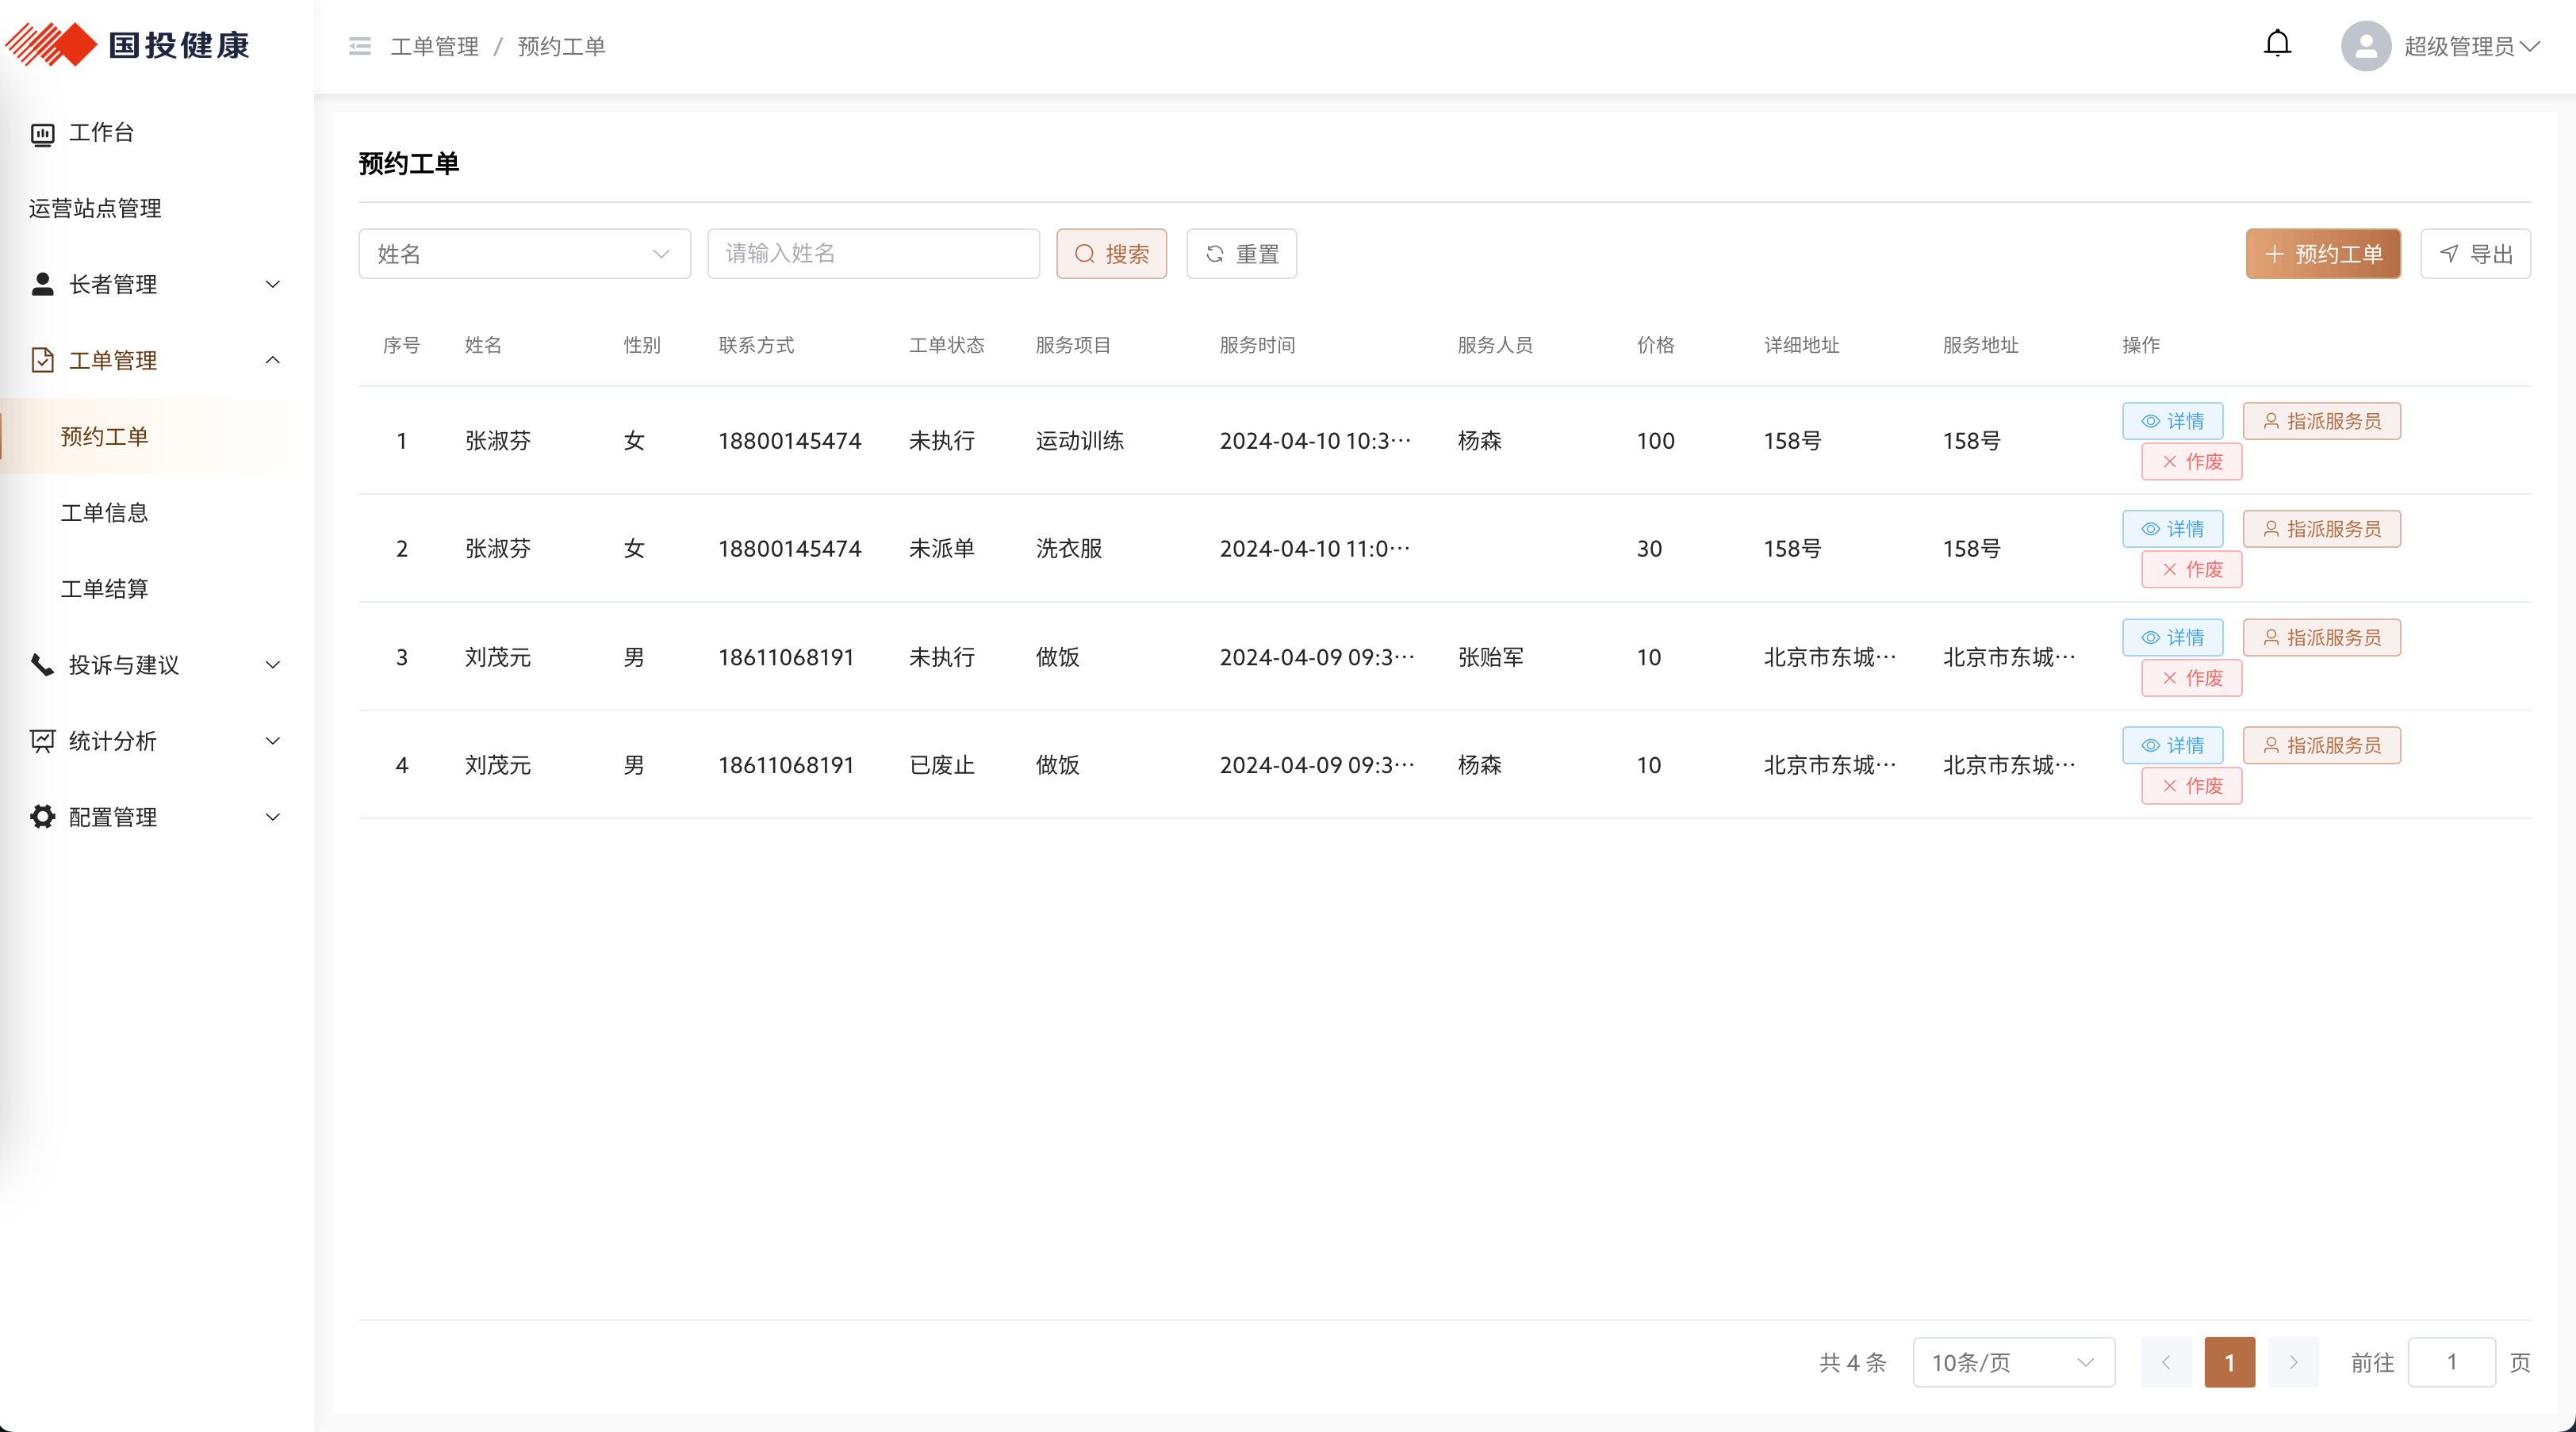 国投健康
工单管理 / 预约工单
超级管理员
工作台
运营站点管理
长者管理
工单管理
预约工单
工单信息
工单结算
投诉与建议
统计分析
配置管理
预约工单
姓名 请输入姓名 搜索 重置 预约工单 导出
序号 姓名 性别 联系方式 工单状态 服务项目 服务时间 服务人员 价格 详细地址 服务地址 操作
1 张淑芬 女 18800145474 未执行 运动训练 2024-04-10 10:3··· 杨森 100 158号 158号 详情 指派服务员
作废
2 张淑芬 女 18800145474 未派单 洗衣服 2024-04-10 11:0··· 30 158号 158号 详情 指派服务员
作废
3 刘茂元 男 18611068191 未执行 做饭 2024-04-09 09:3··· 张贻军 10 北京市东城··· 北京市东城··· 详情 指派服务员
作废
4 刘茂元 男 18611068191 已废止 做饭 2024-04-09 09:3··· 杨森 10 北京市东城··· 北京市东城··· 详情 指派服务员
作废
共 4 条 10条/页 1 前往 1 页